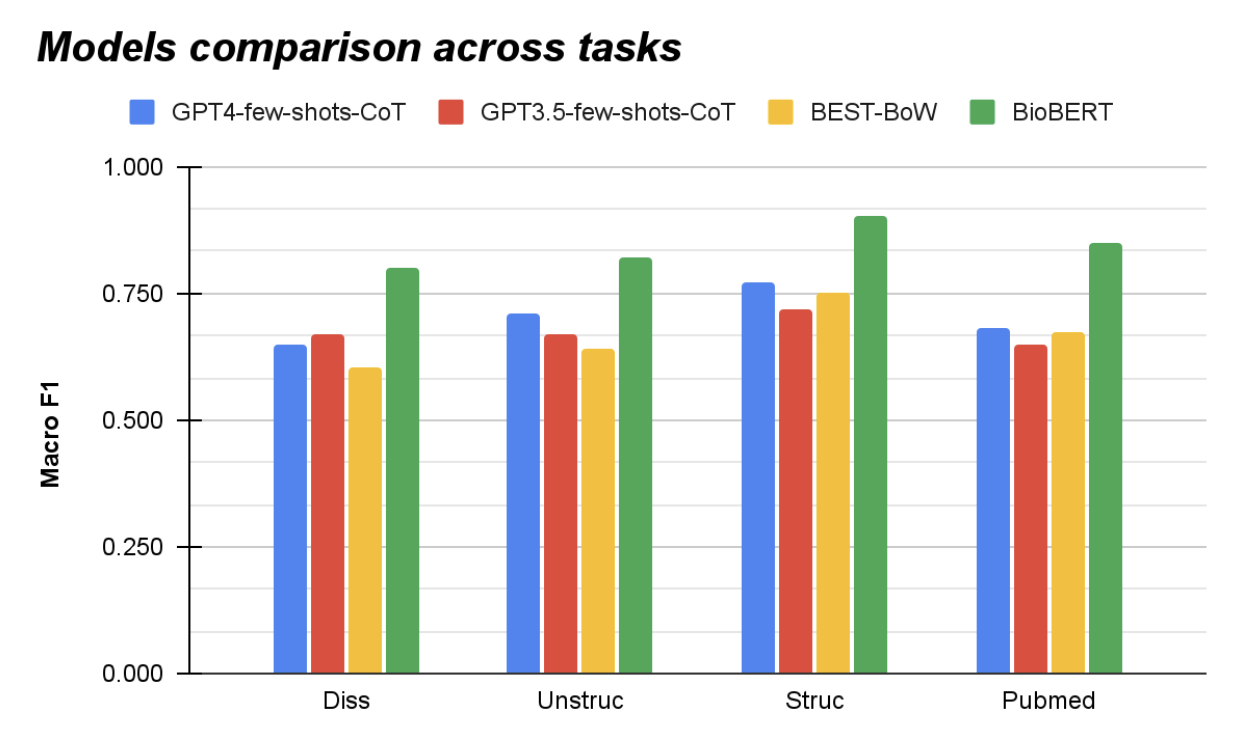 Models comparison across tasks
GPT4-few-shots-CoT GPT3.5-few-shots-CoT BEST-BoW BioBERT
1.000
0.750
0.500
0.250
0.000
Macro F1
Diss Unstruc Struc Pubmed